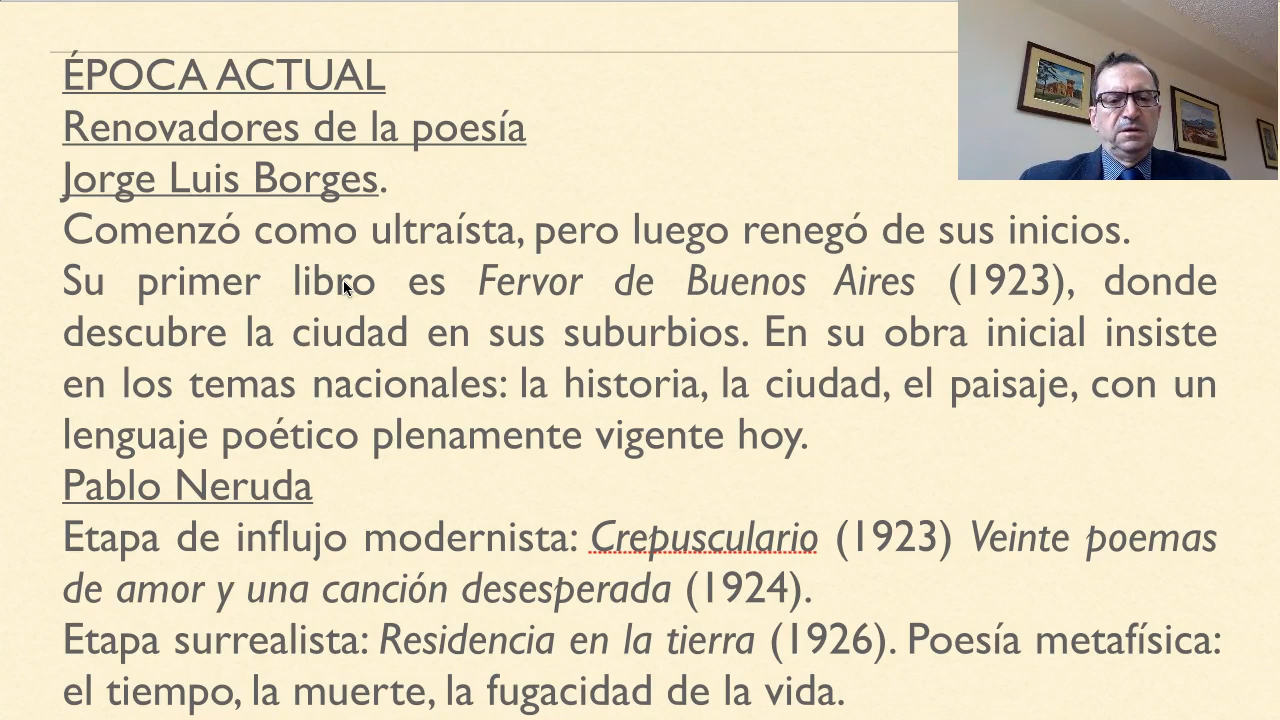 ÉPOCA ACTUAL
Renovadores de la poesía
Jorge Luis Borges.
Comenzó como ultraísta, pero luego renegó de sus inicios.
Su primer libro es Fervor de Buenos Aires (1923), donde
descubre la ciudad en sus suburbios. En su obra inicial insiste
en los temas nacionales: la historia, la ciudad, el paisaje, con un
lenguaje poético plenamente vigente hoy.
Pablo Neruda
Etapa de influjo modernista: Crepusculario (1923) Veinte poemas
de amor y una canción desesperada (1924).
Etapa surrealista: Residencia en la tierra (1926). Poesía metafísica:
el tiempo, la muerte, la fugacidad de la vida.